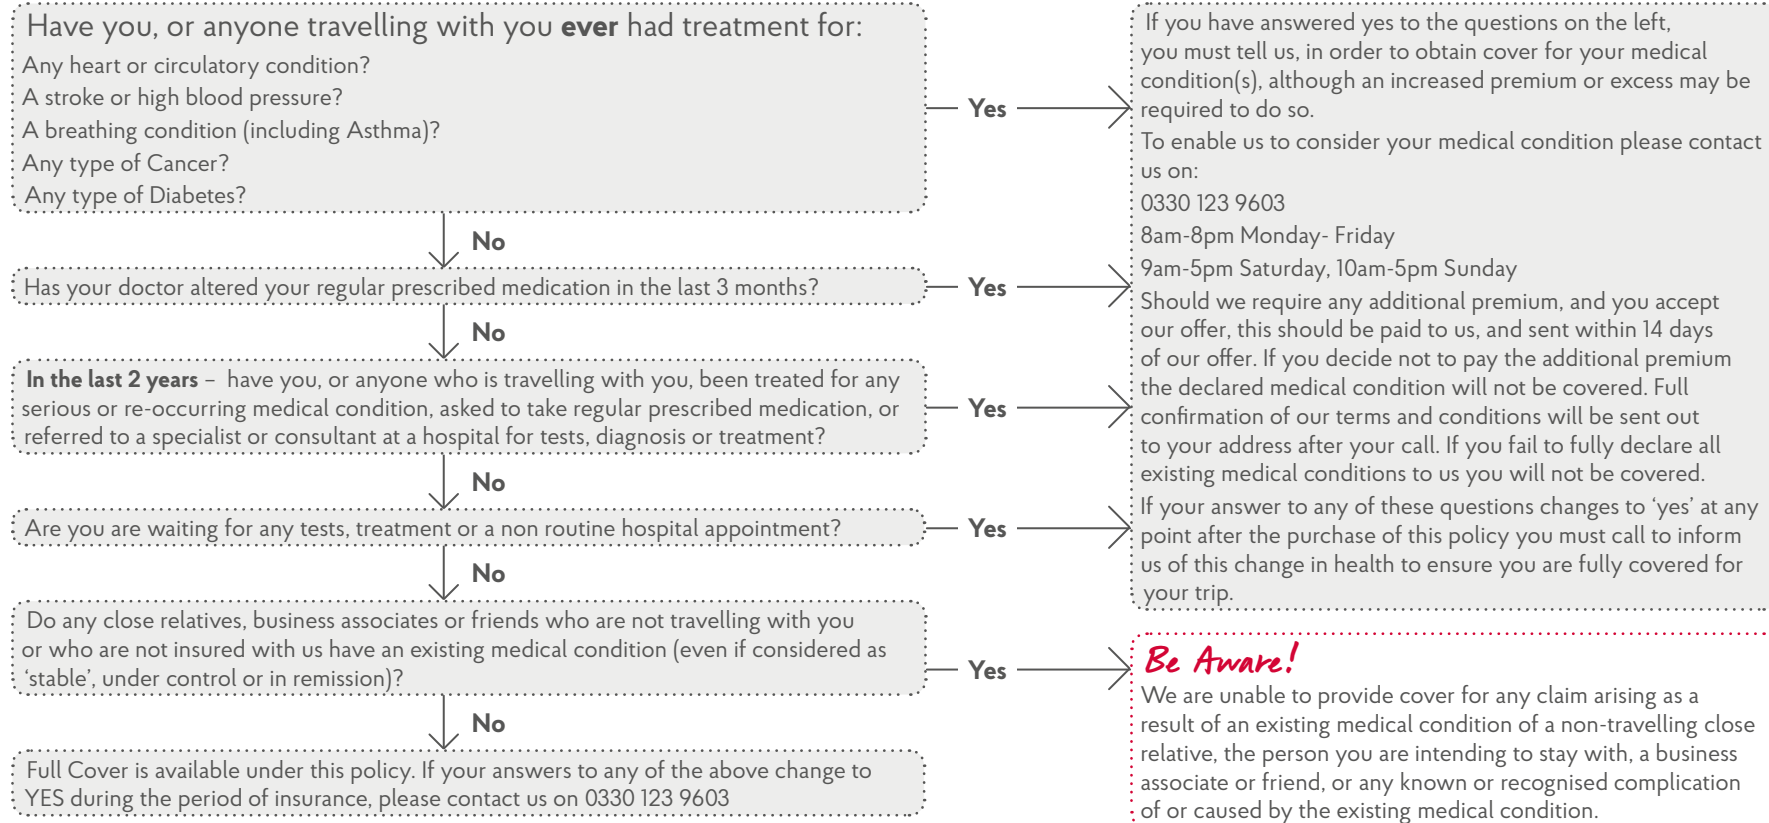 Have you, or anyone travelling with you ever had treatment for:
Any heart or circulatory condition?
A stroke or high blood pressure?
A breathing condition (including Asthma)?
Any type of Cancer?
Any type of Diabetes?
Yes
If you have answered yes to the questions on the left,
you must tell us, in order to obtain cover for your medical
condition(s), although an increased premium or excess may be
required to do so.
To enable us to consider your medical condition please contact
us on:
0330 123 9603
8am-8pm Monday- Friday
9am-5pm Saturday, 10am-5pm Sunday
Should we require any additional premium, and you accept
our offer, this should be paid to us, and sent within 14 days
of our offer. If you decide not to pay the additional premium
the declared medical condition will not be covered. Full
confirmation of our terms and conditions will be sent out
to your address after your call. If you fail to fully declare all
existing medical conditions to us you will not be covered.
If your answer to any of these questions changes to ‘yes’ at any
point after the purchase of this policy you must call to inform
us of this change in health to ensure you are fully covered for
your trip.
No
Has your doctor altered your regular prescribed medication in the last 3 months?
Yes
No
In the last 2 years – have you, or anyone who is travelling with you, been treated for any
serious or re-occurring medical condition, asked to take regular prescribed medication, or
referred to a specialist or consultant at a hospital for tests, diagnosis or treatment?
Yes
No
Are you are waiting for any tests, treatment or a non routine hospital appointment?
Yes
No
Do any close relatives, business associates or friends who are not travelling with you
or who are not insured with us have an existing medical condition (even if considered as
‘stable’, under control or in remission)?
Yes
Be Aware!
We are unable to provide cover for any claim arising as a
result of an existing medical condition of a non-travelling close
relative, the person you are intending to stay with, a business
associate or friend, or any known or recognised complication
of or caused by the existing medical condition.
No
Full Cover is available under this policy. If your answers to any of the above change to
YES during the period of insurance, please contact us on 0330 123 9603